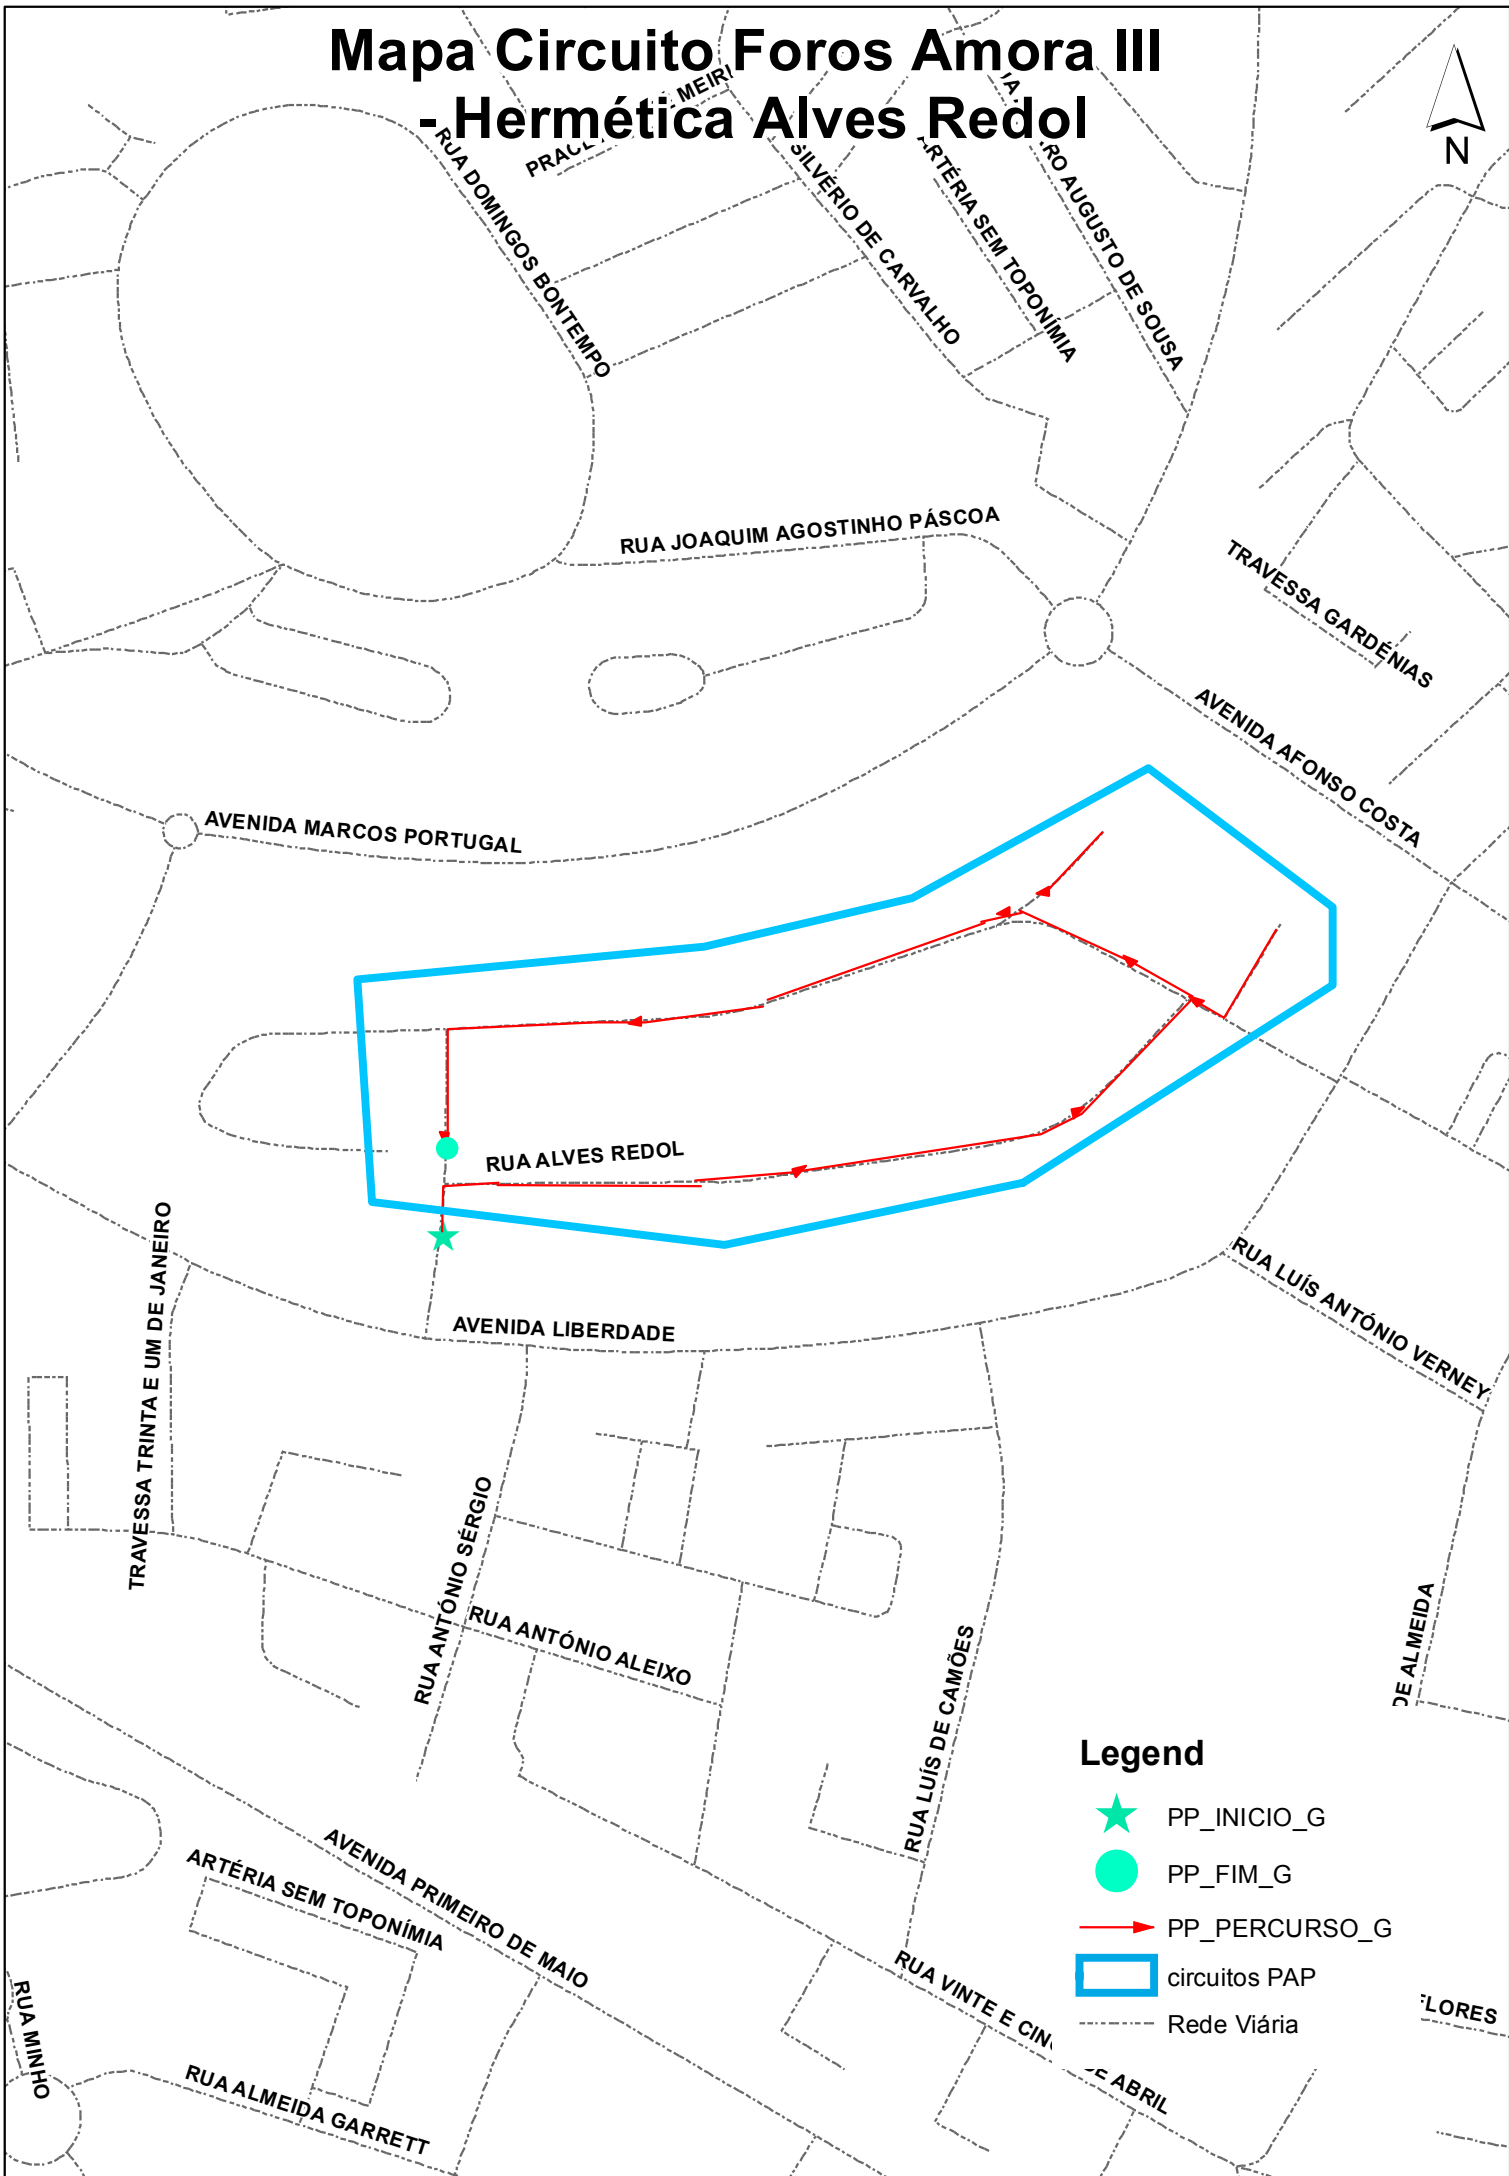 Mapa Circuito Foros Amora III
- Hermética Alves Redol
N
MEIR
RUA DOMINGOS BONTEMPO
SILVÉRIO DE CARVALHO
ARTÉRIA SEM TOPONÍMIA
RO AUGUSTO DE SOUSA
RUA JOAQUIM AGOSTINHO PÁSCOA
TRAVESSA GARDÉNIAS
AVENIDA AFONSO COSTA
AVENIDA MARCOS PORTUGAL
RUA ALVES REDOL
TRAVESSA TRINTA E UM DE JANEIRO
RUA LUÍS ANTÓNIO VERNEY
AVENIDA LIBERDADE
RUA ANTÓNIO SÉRGIO
RUA ANTÓNIO ALEIXO
RUA LUÍS DE CAMÕES
DE ALMEIDA
Legend
PP_INICIO_G
PP_FIM_G
PP_PERCURSO_G
circuitos PAP
Rede Viária
AVENIDA PRIMEIRO DE MAIO
ARTÉRIA SEM TOPONÍMIA
RUA VINTE E CIN DE ABRIL
FLORES
RUA MINHO
RUA ALMEIDA GARRETT